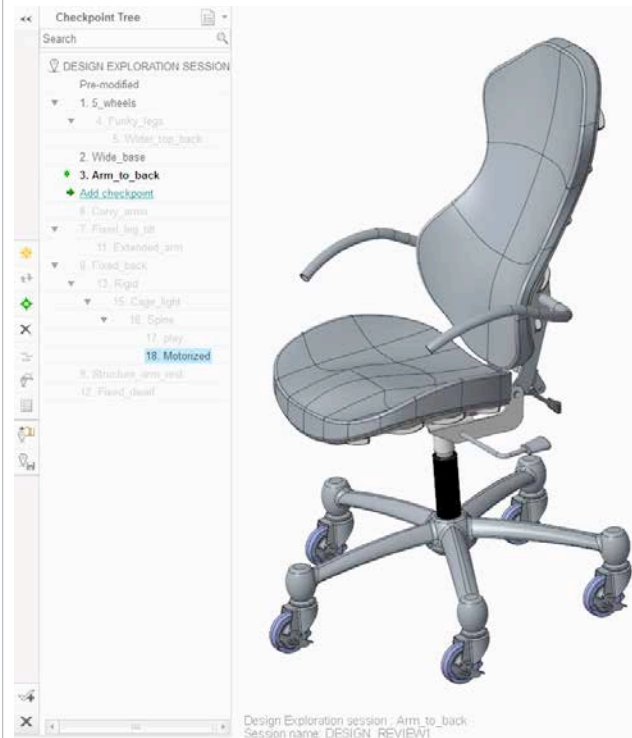 Checkpoint Tree
Search
DESIGN EXPLORATION SESSION
Pre-modified
1. 5_wheels
4. Funky_legs
5. Wider_top_back
2. Wide_base
3. Arm_to_back
Add checkpoint
6. Curvy_arms
7. Fixed_leg_tilt
11. Extended_arm
9. Fixed_back
13. Rigid
15. Cage_light
16. Spine
17. play
18. Motorized
8. Structure_arm_rest
Design Exploration session : Arm_to_back
Session name: DESIGN_REVIEW1